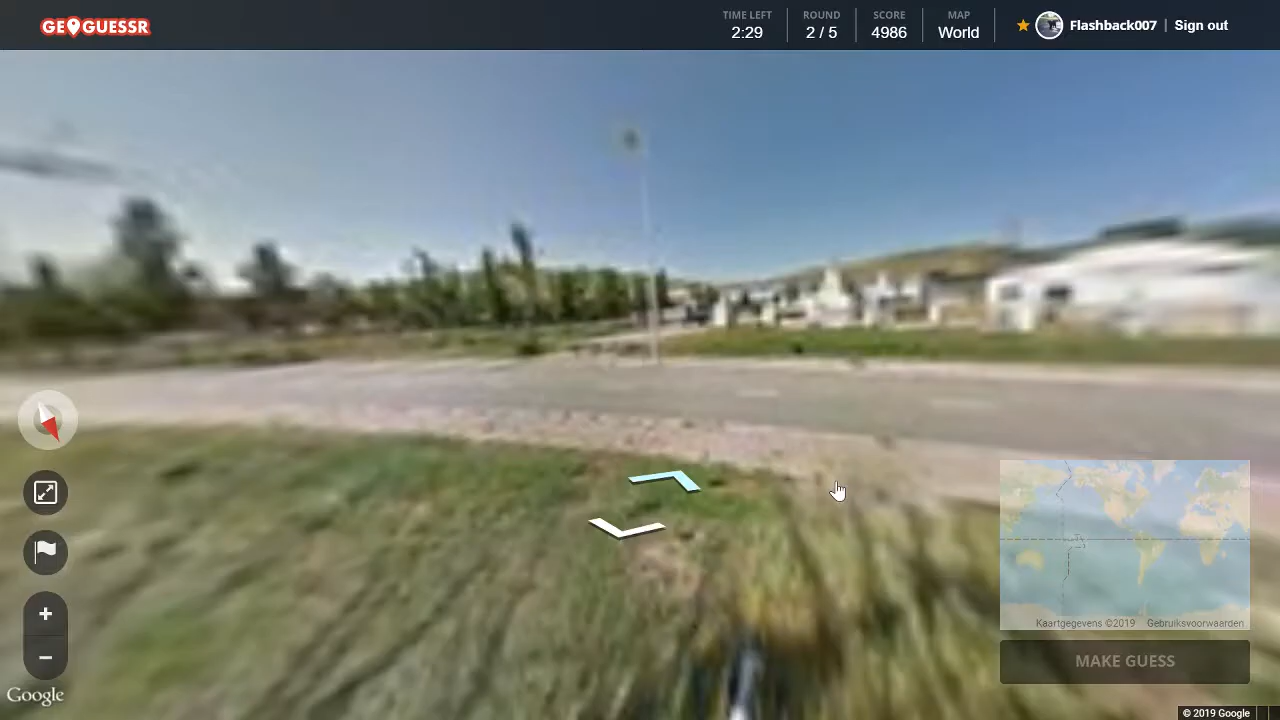 GEOGUESSR
TIME LEFT
2:29
ROUND
2 / 5
SCORE
4986
MAP
World
Flashback007 | Sign out
+
−
Google
Kaartgegevens ©2019 Gebruiksvoorwaarden
MAKE GUESS
© 2019 Google